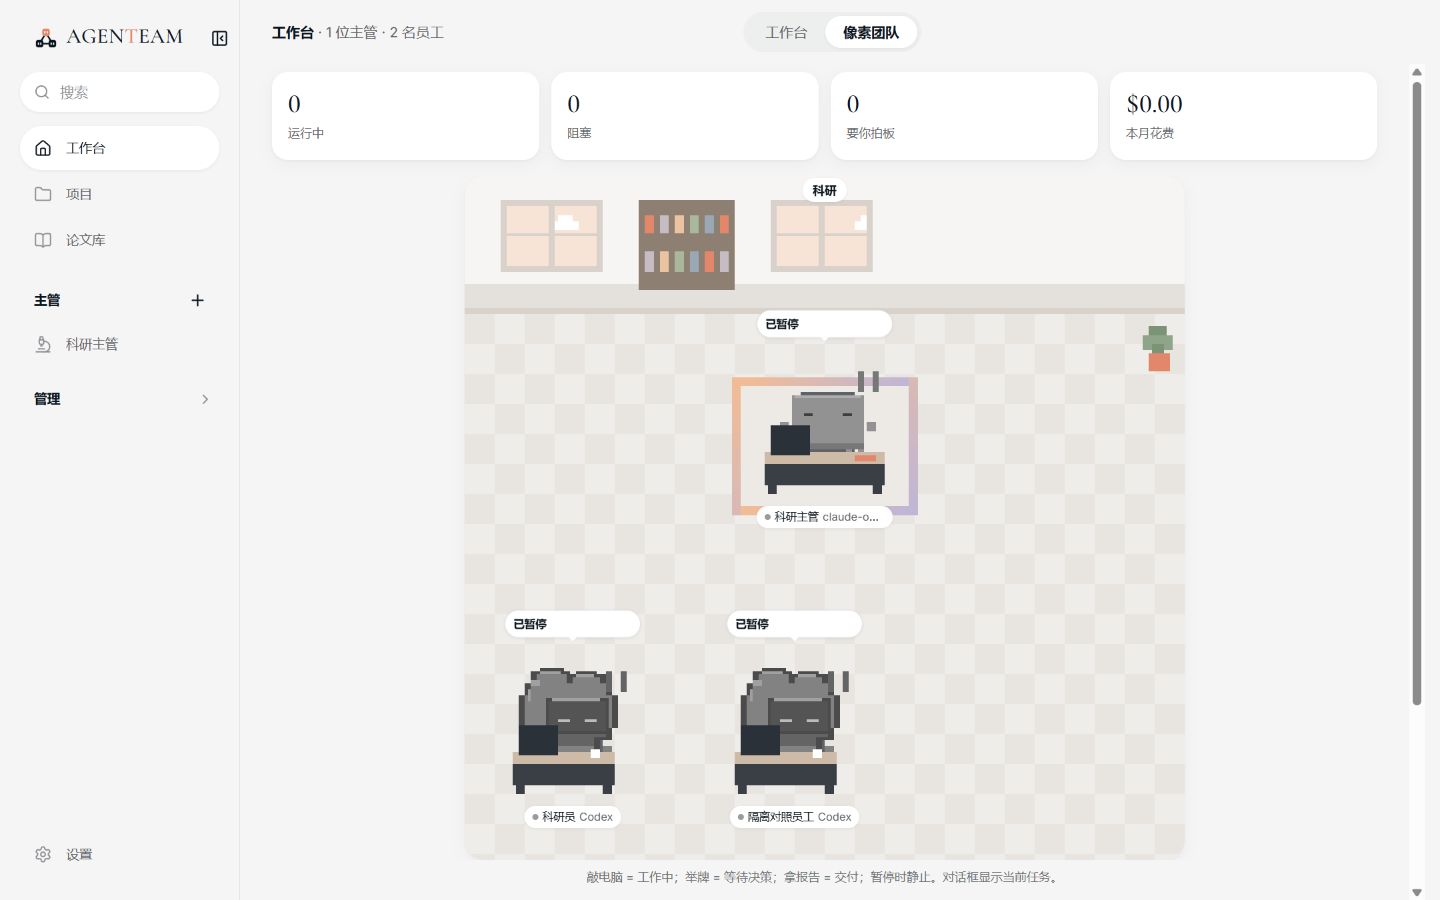 AGENTEAM
搜索
工作台
项目
论文库
主管
科研主管
管理
设置
工作台 · 1 位主管 · 2 名员工
工作台
像素团队
0
运行中
0
阻塞
0
要你拍板
$0.00
本月花费
科研
已暂停
科研主管 claude-o...
已暂停
已暂停
科研员 Codex
隔离对照员工 Codex
敲电脑 = 工作中；举牌 = 等待决策；拿报告 = 交付；暂停时静止。对话框显示当前任务。